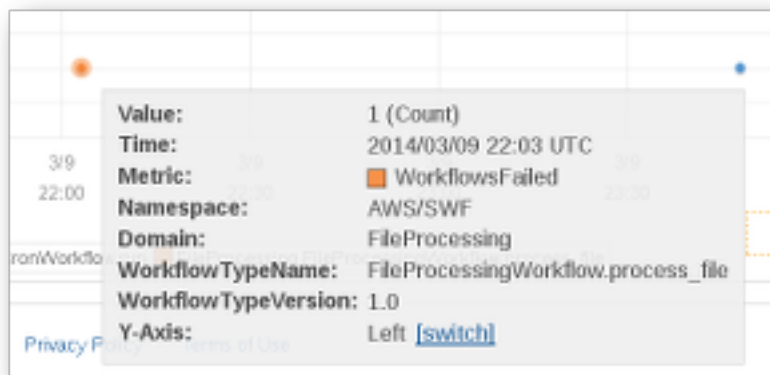 Value: 1 (Count)
Time: 2014/03/09 22:03 UTC
3/9 3/9 3/9
Metric: WorkflowsFailed
22:00 22:30 23:30
Namespace: AWS/SWF
Domain: FileProcessing
ronWorkflow
WorkflowTypeName: FileProcessingWorkflow.process_file
WorkflowTypeVersion: 1.0
Y-Axis: Left [switch]
Privacy Policy Terms of Use